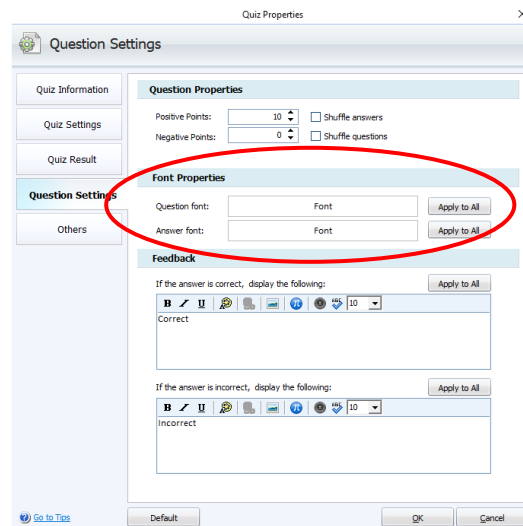 Quiz Properties
Question Settings
Quiz Information
Quiz Settings
Quiz Result
Question Settings
Others
Question Properties
Positive Points: 10 Shuffle answers
Negative Points: 0 Shuffle questions
Font Properties
Question font: Font Apply to All
Answer font: Font Apply to All
Feedback
If the answer is correct, display the following: Apply to All
B I U ABC 10
Correct
If the answer is incorrect, display the following: Apply to All
B I U ABC 10
Incorrect
Go to Tips Default OK Cancel